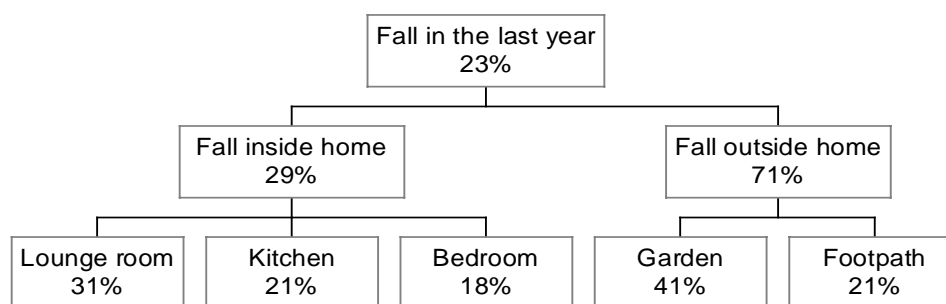 Fall in the last year
23%
Fall inside home
29%
Fall outside home
71%
Lounge room
31%
Kitchen
21%
Bedroom
18%
Garden
41%
Footpath
21%